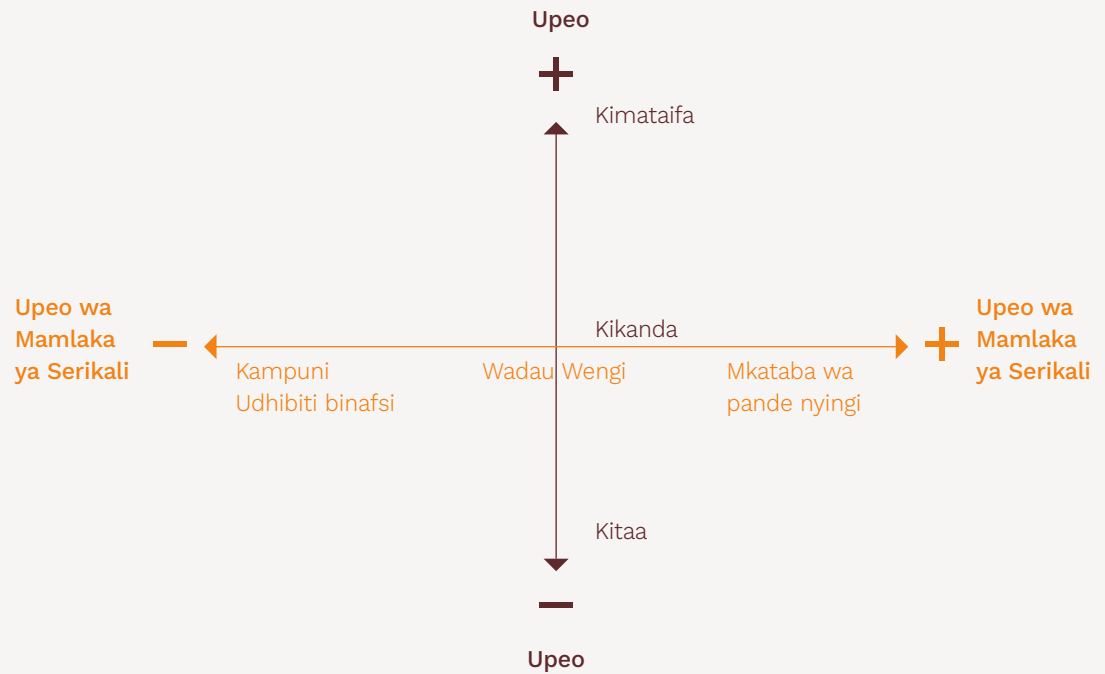 Upeo
+
Kimataifa
Upeo wa
Mamlaka
ya Serikali
−
Kikanda
+
Upeo wa
Mamlaka
ya Serikali
Kampuni
Udhibiti binafsi
Wadau Wengi
Mkataba wa
pande nyingi
Kitaa
−
Upeo